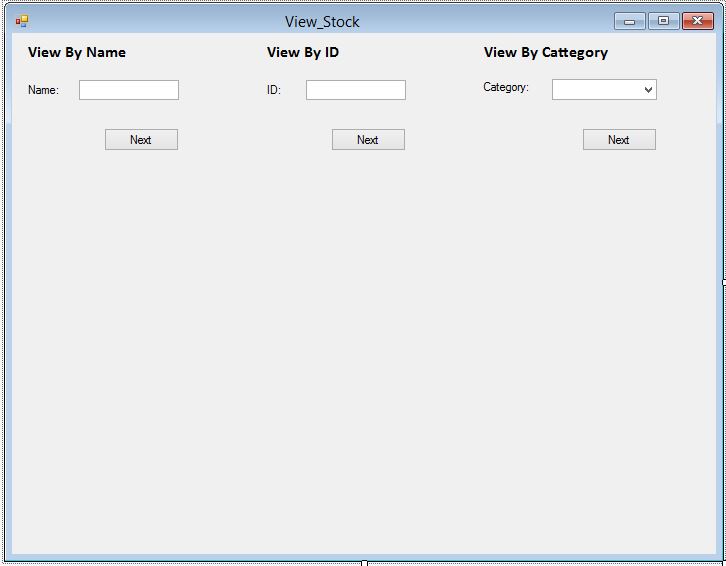 View_Stock
View By Name
View By ID
View By Cattegory
Name:
ID:
Category:
Next
Next
Next